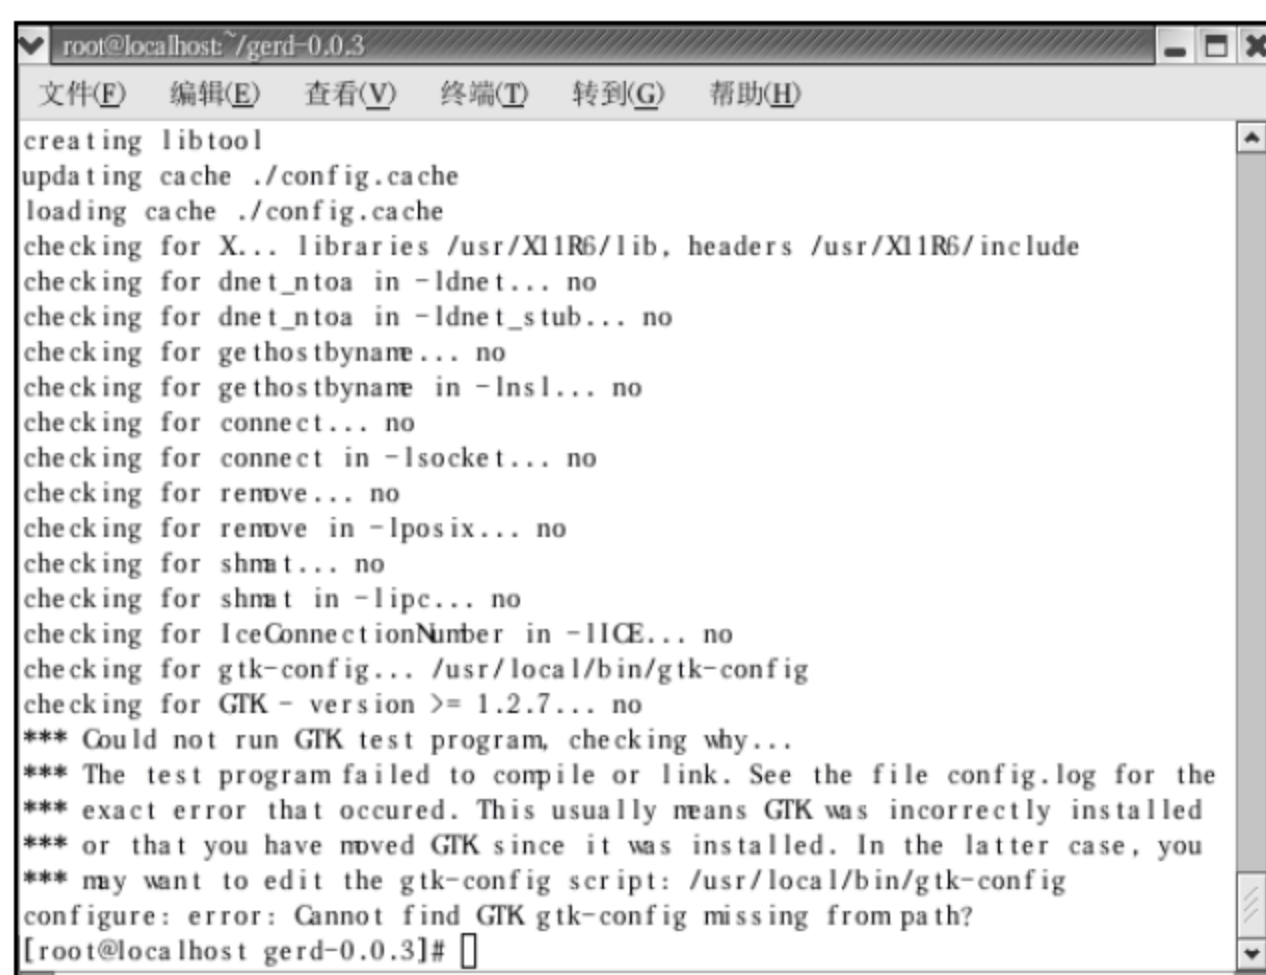 root@localhost:~/gerd-0.0.3
文件(F) 编辑(E) 查看(V) 终端(T) 转到(G) 帮助(H)
creating libtool
updating cache ./config.cache
loading cache ./config.cache
checking for X... libraries /usr/X11R6/lib, headers /usr/X11R6/include
checking for dnet_ntoa in -ldnet... no
checking for dnet_ntoa in -ldnet_stub... no
checking for gethostbyname... no
checking for gethostbyname in -lnsl... no
checking for connect... no
checking for connect in -lsocket... no
checking for remove... no
checking for remove in -lposix... no
checking for shmat... no
checking for shmat in -lipc... no
checking for IceConnectionNumber in -lICE... no
checking for gtk-config... /usr/local/bin/gtk-config
checking for GTK - version >= 1.2.7... no
*** Could not run GTK test program, checking why...
*** The test program failed to compile or link. See the file config.log for the
*** exact error that occured. This usually means GTK was incorrectly installed
*** or that you have moved GTK since it was installed. In the latter case, you
*** may want to edit the gtk-config script: /usr/local/bin/gtk-config
configure: error: Cannot find GTK gtk-config missing from path?
[root@localhost gerd-0.0.3]#